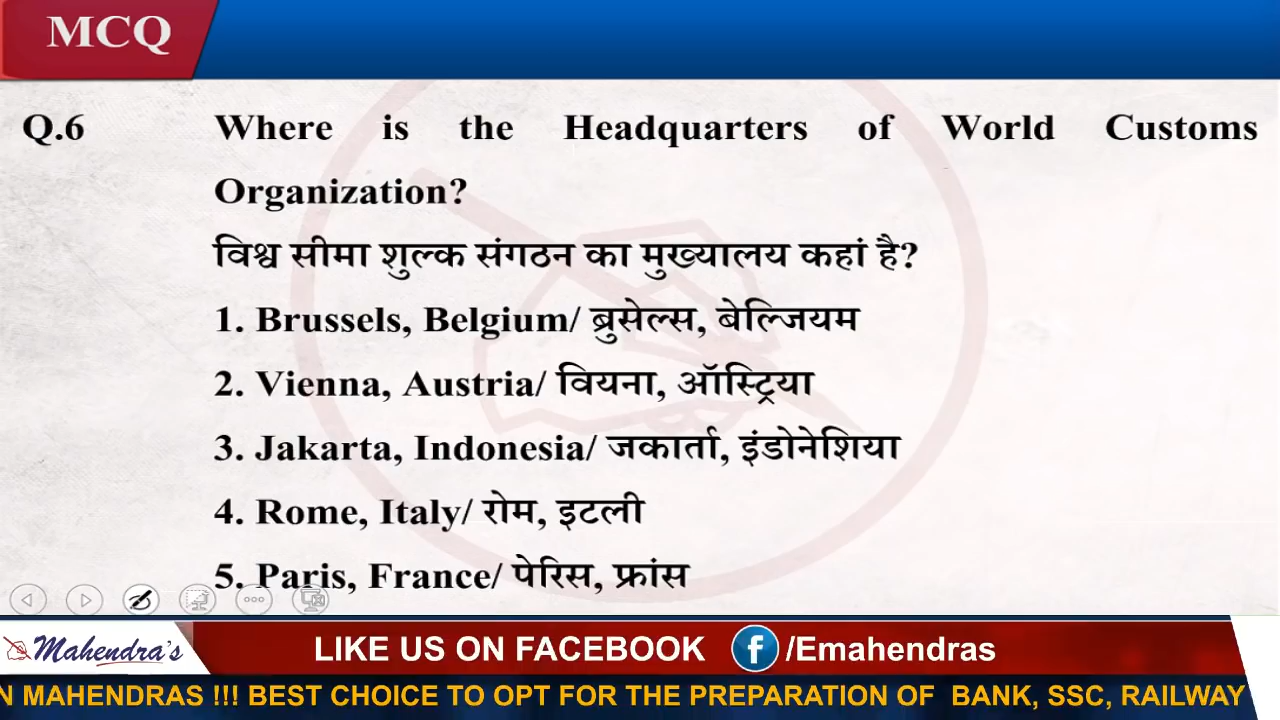 MCQ
Q.6 Where is the Headquarters of World Customs
Organization?
विश्व सीमा शुल्क संगठन का मुख्यालय कहां है?
1. Brussels, Belgium/ ब्रुसेल्स, बेल्जियम
2. Vienna, Austria/ वियना, ऑस्ट्रिया
3. Jakarta, Indonesia/ जकार्ता, इंडोनेशिया
4. Rome, Italy/ रोम, इटली
5. Paris, France/ पेरिस, फ्रांस
Mahendra's LIKE US ON FACEBOOK f /Emahendras
N MAHENDRAS !!! BEST CHOICE TO OPT FOR THE PREPARATION OF BANK, SSC, RAILWAY